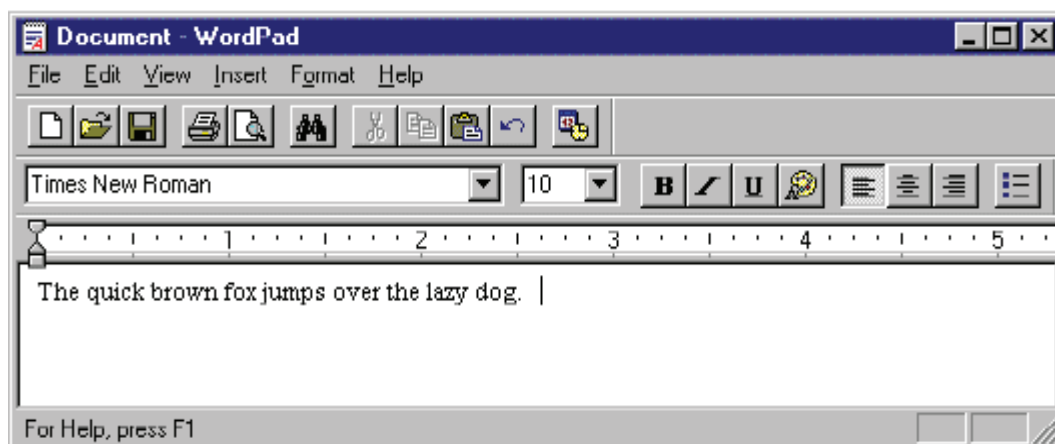 Document - WordPad
File Edit View Insert Format Help
Times New Roman 10 B I U
1 2 3 4 5
The quick brown fox jumps over the lazy dog.
For Help, press F1